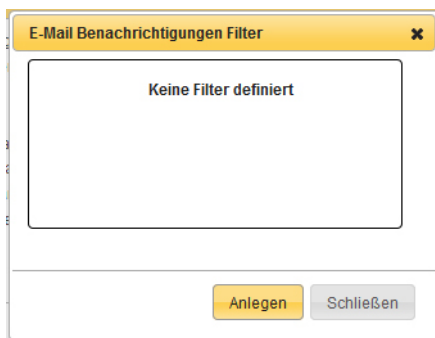 E-Mail Benachrichtigungen Filter
Keine Filter definiert
Anlegen Schließen